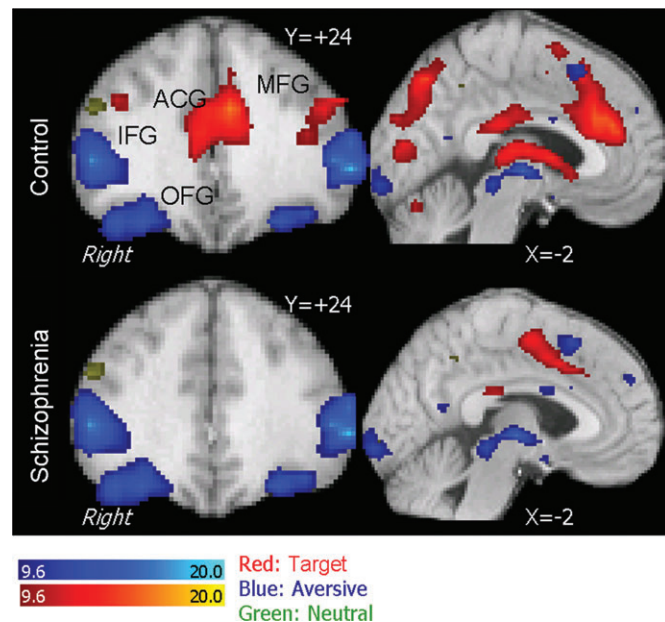 Y=+24
MFG
ACG
IFG
OFG
Control
Right
X=-2
Y=+24
Schizophrenia
Right
X=-2
9.6 20.0
9.6 20.0
Red: Target
Blue: Aversive
Green: Neutral